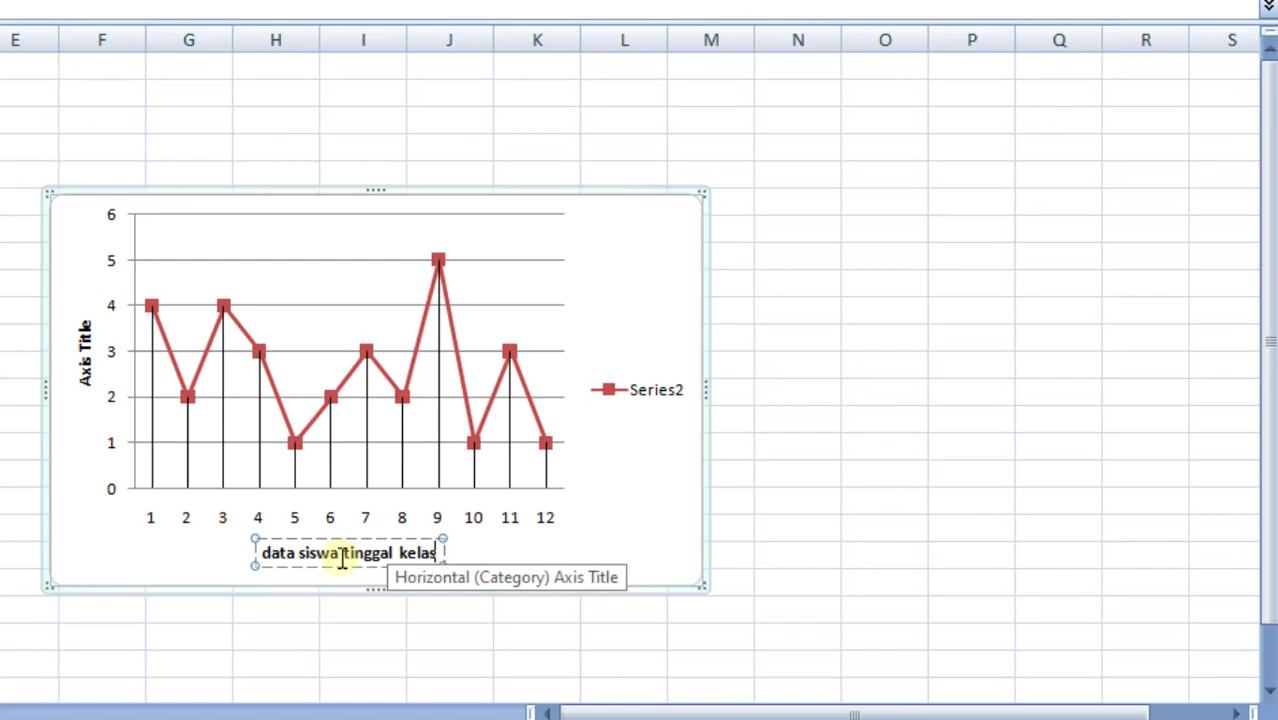 E F G H I J K L M N O P Q R S
6
5
4
3
2
1
0
Axis Title
Series2
1 2 3 4 5 6 7 8 9 10 11 12
data siswa tinggal kelas
Horizontal (Category) Axis Title